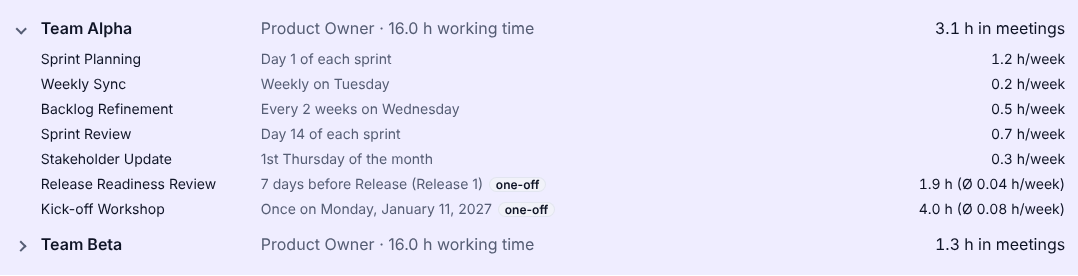 Team Alpha Product Owner · 16.0 h working time 3.1 h in meetings
Sprint Planning Day 1 of each sprint 1.2 h/week
Weekly Sync Weekly on Tuesday 0.2 h/week
Backlog Refinement Every 2 weeks on Wednesday 0.5 h/week
Sprint Review Day 14 of each sprint 0.7 h/week
Stakeholder Update 1st Thursday of the month 0.3 h/week
Release Readiness Review 7 days before Release (Release 1) one-off 1.9 h (Ø 0.04 h/week)
Kick-off Workshop Once on Monday, January 11, 2027 one-off 4.0 h (Ø 0.08 h/week)
Team Beta Product Owner · 16.0 h working time 1.3 h in meetings